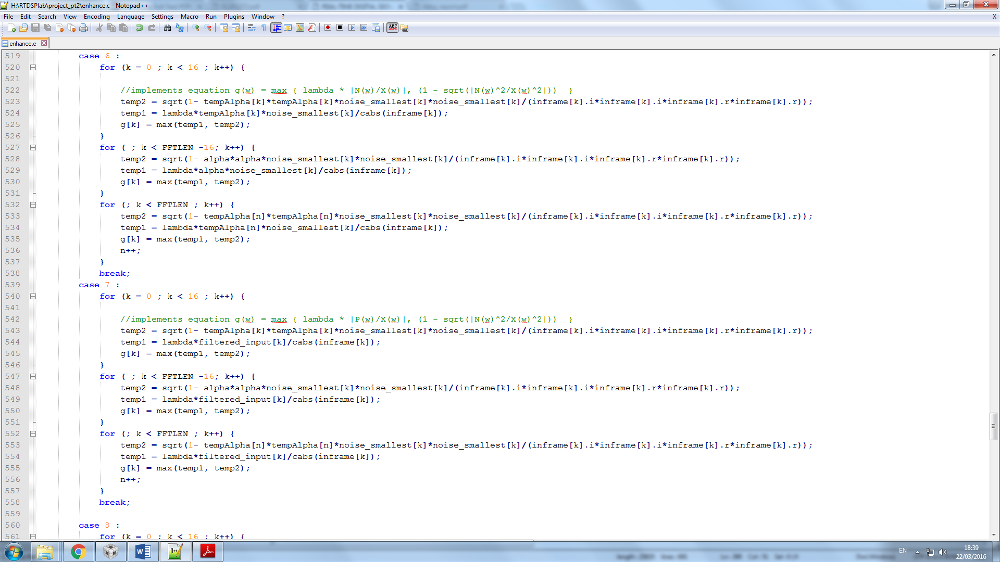 H:\RTDSPlab\project_pt2\enhance.c - Notepad++
File Edit Search View Encoding Language Settings Macro Run Plugins Window ? X
enhance.c
519 case 6 :
520 for (k = 0 ; k < 16 ; k++) {
521
522 //implements equation g(w) = max { lambda * |N(w)/X(w)|, (1 - sqrt(|N(w)^2/X(w)^2|))  }
523 temp2 = sqrt(1- tempAlpha[k]*tempAlpha[k]*noise_smallest[k]*noise_smallest[k]/(inframe[k].i*inframe[k].i*inframe[k].r*inframe[k].r));
524 temp1 = lambda*tempAlpha[k]*noise_smallest[k]/cabs(inframe[k]);
525 g[k] = max(temp1, temp2);
526 }
527 for ( ; k < FFTLEN -16; k++) {
528 temp2 = sqrt(1- alpha*alpha*noise_smallest[k]*noise_smallest[k]/(inframe[k].i*inframe[k].i*inframe[k].r*inframe[k].r));
529 temp1 = lambda*alpha*noise_smallest[k]/cabs(inframe[k]);
530 g[k] = max(temp1, temp2);
531 }
532 for (; k < FFTLEN ; k++) {
533 temp2 = sqrt(1- tempAlpha[n]*tempAlpha[n]*noise_smallest[k]*noise_smallest[k]/(inframe[k].i*inframe[k].i*inframe[k].r*inframe[k].r));
534 temp1 = lambda*tempAlpha[n]*noise_smallest[k]/cabs(inframe[k]);
535 g[k] = max(temp1, temp2);
536 n++;
537 }
538 break;
539 case 7 :
540 for (k = 0 ; k < 16 ; k++) {
541
542 //implements equation g(w) = max { lambda * |P(w)/X(w)|, (1 - sqrt(|N(w)^2/X(w)^2|))  }
543 temp2 = sqrt(1- tempAlpha[k]*tempAlpha[k]*noise_smallest[k]*noise_smallest[k]/(inframe[k].i*inframe[k].i*inframe[k].r*inframe[k].r));
544 temp1 = lambda*filtered_input[k]/cabs(inframe[k]);
545 g[k] = max(temp1, temp2);
546 }
547 for ( ; k < FFTLEN -16; k++) {
548 temp2 = sqrt(1- alpha*alpha*noise_smallest[k]*noise_smallest[k]/(inframe[k].i*inframe[k].i*inframe[k].r*inframe[k].r));
549 temp1 = lambda*filtered_input[k]/cabs(inframe[k]);
550 g[k] = max(temp1, temp2);
551 }
552 for (; k < FFTLEN ; k++) {
553 temp2 = sqrt(1- tempAlpha[n]*tempAlpha[n]*noise_smallest[k]*noise_smallest[k]/(inframe[k].i*inframe[k].i*inframe[k].r*inframe[k].r));
554 temp1 = lambda*filtered_input[k]/cabs(inframe[k]);
555 g[k] = max(temp1, temp2);
556 n++;
557 }
558 break;
559
560 case 8 :
561 for (k = 0 ; k < 16 ; k++) {
EN
18:39
22/03/2016